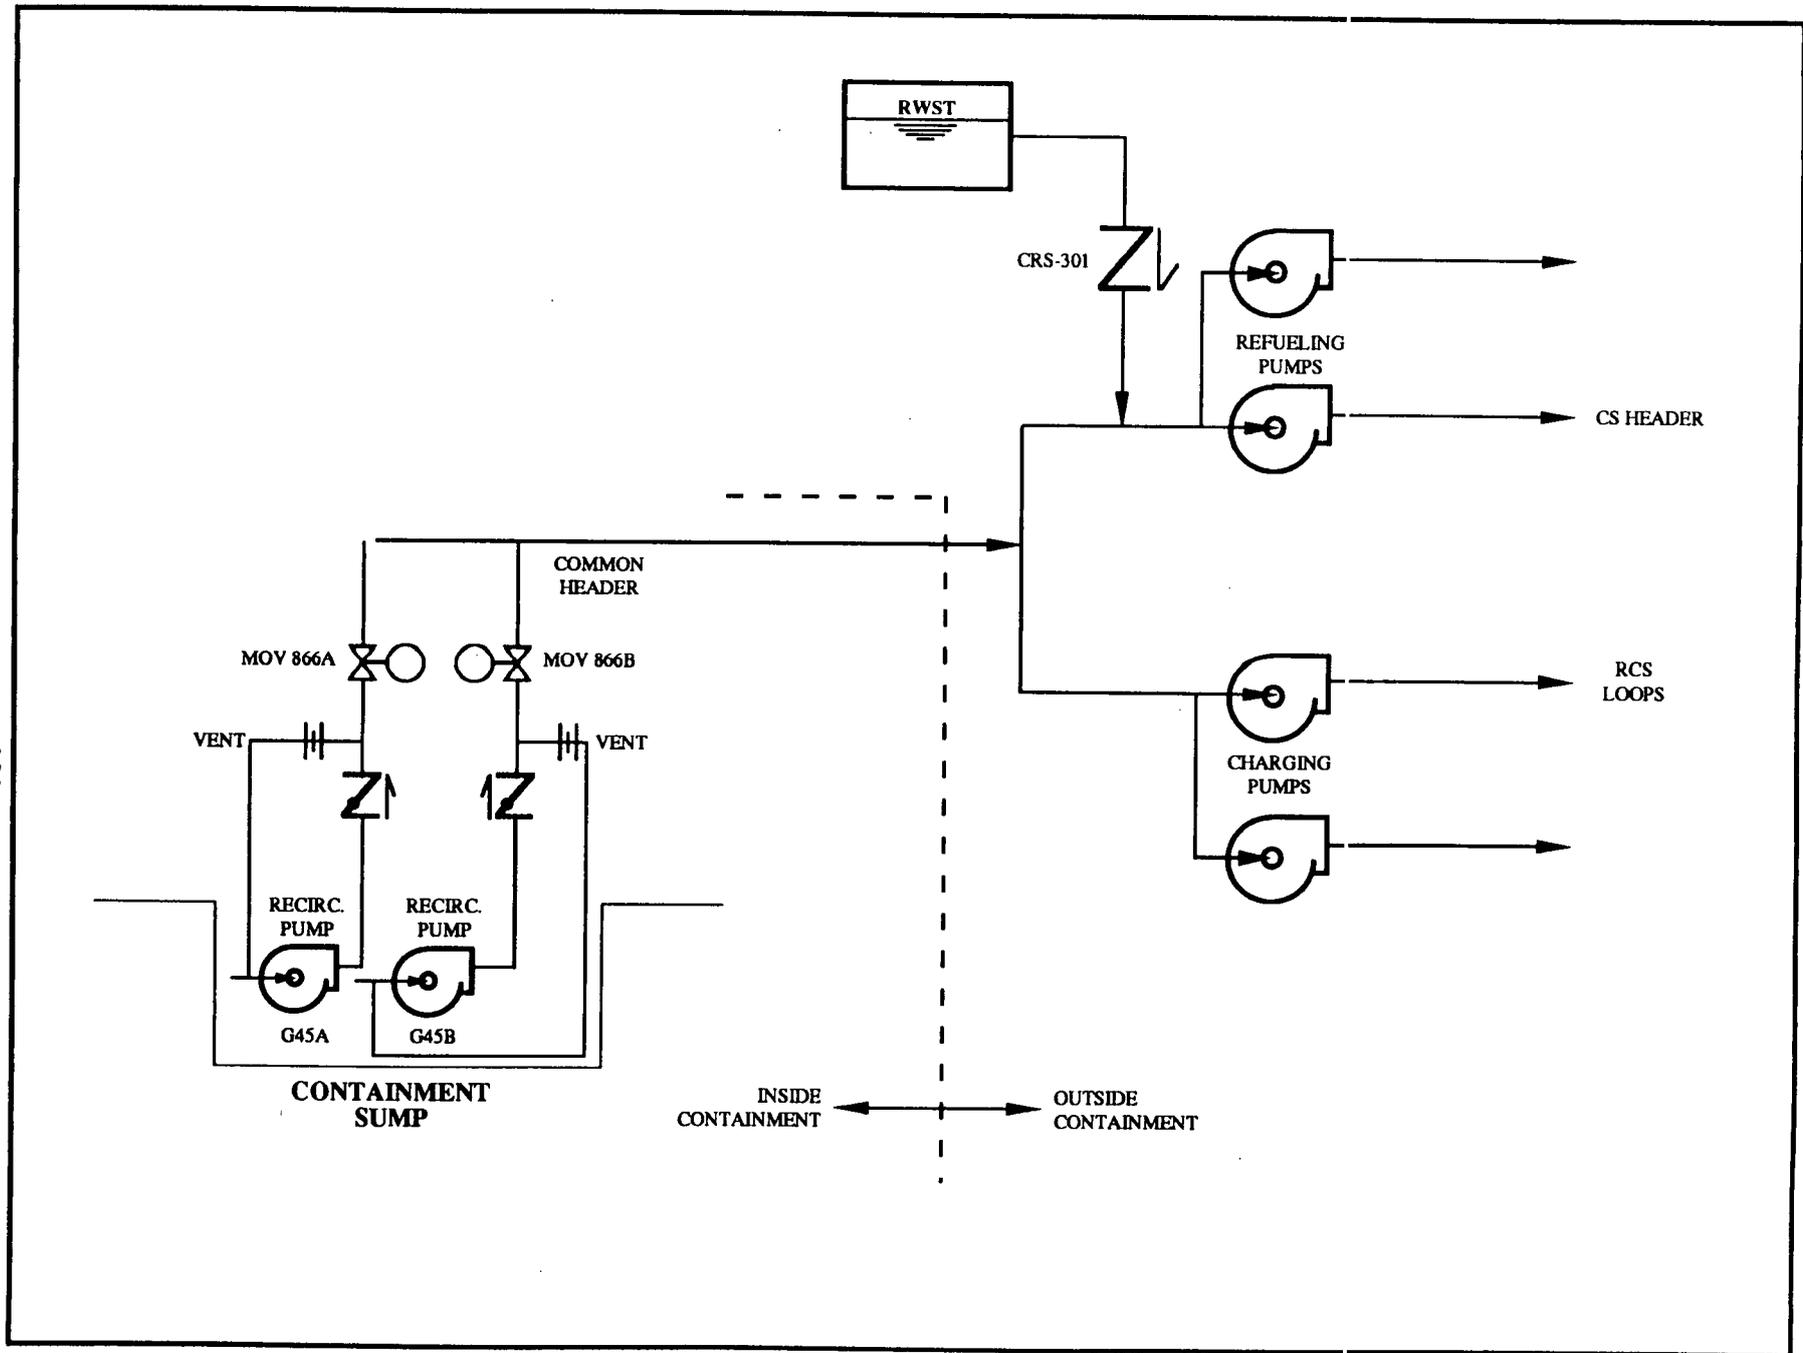 RWST
CRS-301
REFUELING
PUMPS
CS HEADER
COMMON
HEADER
MOV 866A
MOV 866B
RCS
LOOPS
VENT
VENT
CHARGING
PUMPS
RECIRC.
PUMP
RECIRC.
PUMP
G45A
G45B
CONTAINMENT
SUMP
INSIDE
CONTAINMENT
OUTSIDE
CONTAINMENT